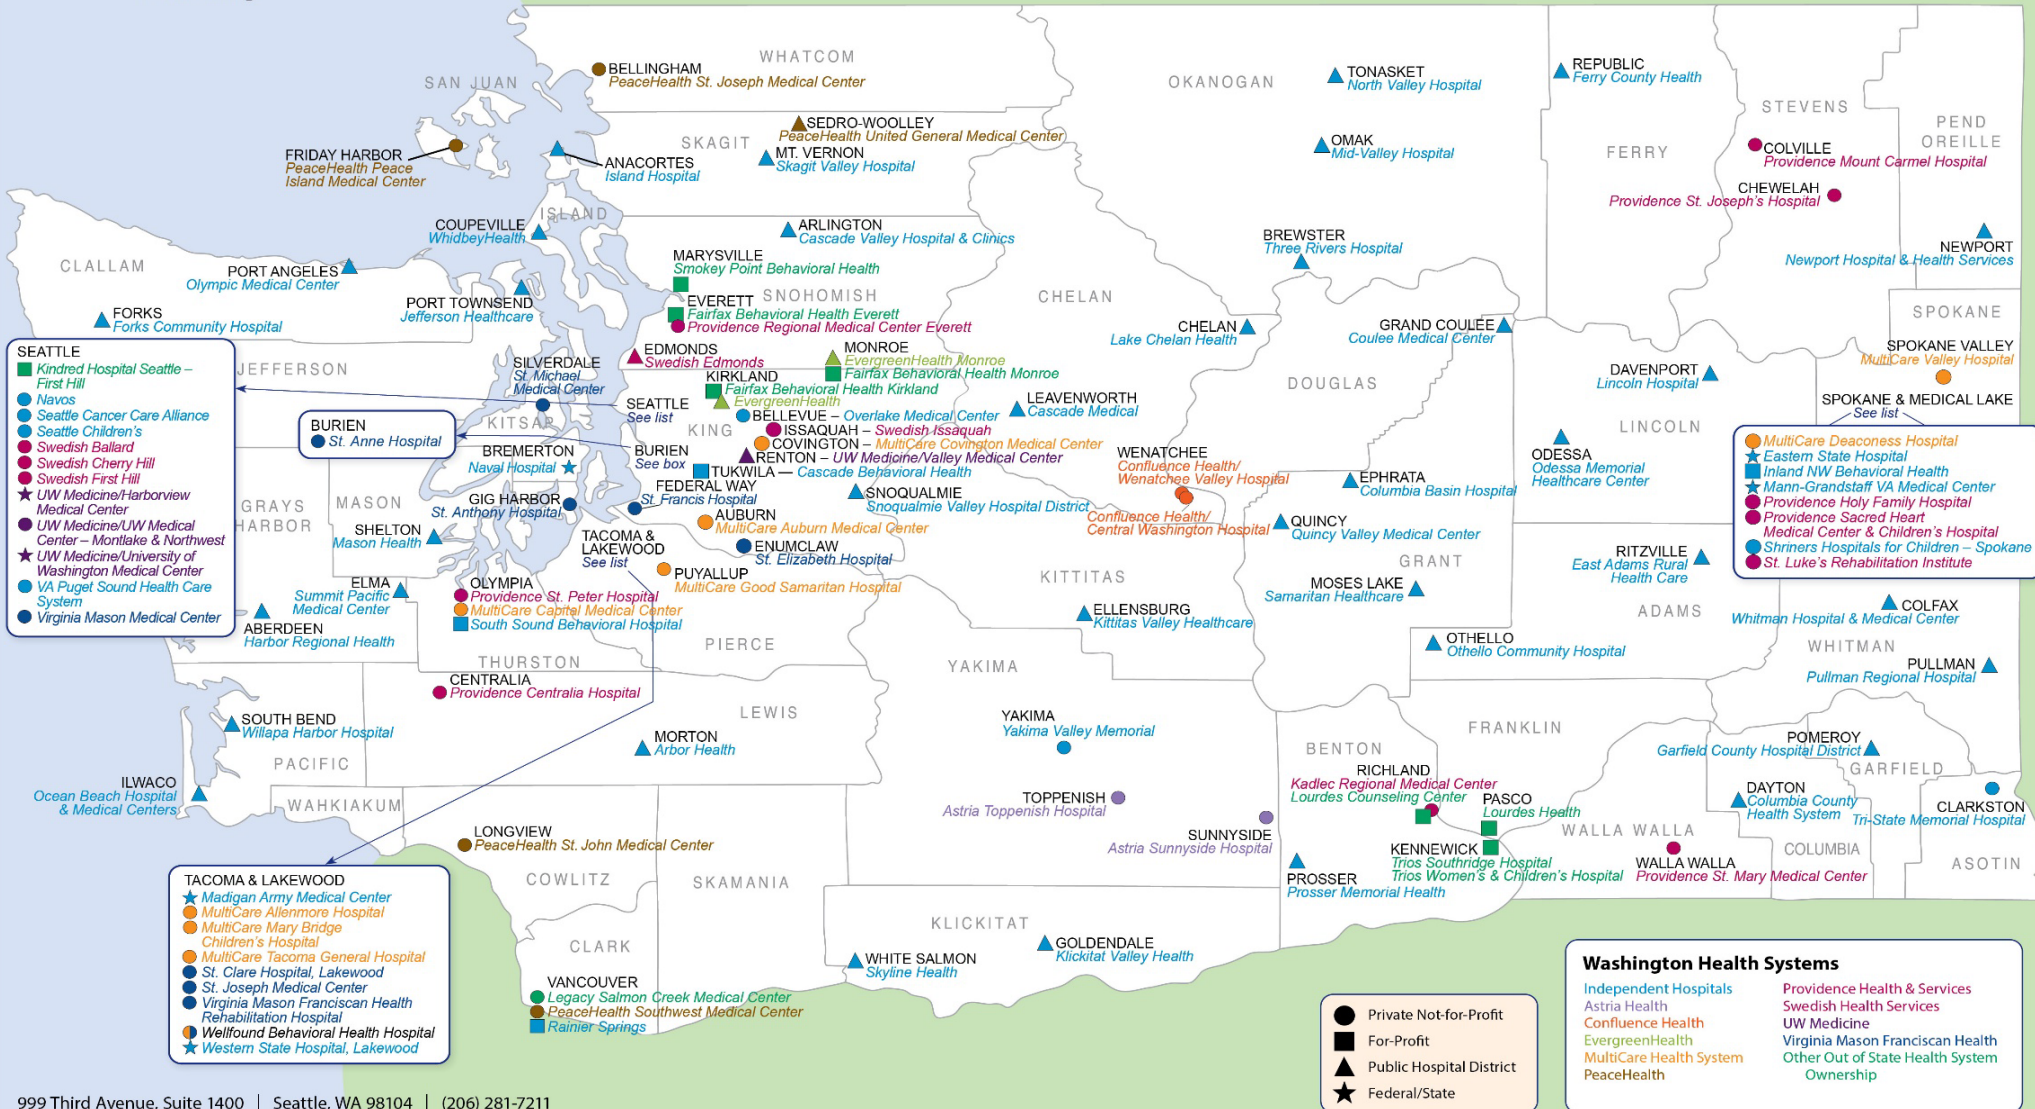 WHATCOM
BELLINGHAM
PeaceHealth St. Joseph Medical Center
SAN JUAN
FRIDAY HARBOR
PeaceHealth Peace
Island Medical Center
SKAGIT
SEDRO-WOOLLEY
PeaceHealth United General Medical Center
MT. VERNON
Skagit Valley Hospital
ANACORTES
Island Hospital
ISLAND
COUPEVILLE
WhidbeyHealth
ARLINGTON
Cascade Valley Hospital & Clinics
MARYSVILLE
Smokey Point Behavioral Health
SNOHOMISH
EVERETT
Fairfax Behavioral Health Everett
Providence Regional Medical Center Everett
EDMONDS
Swedish Edmonds
MONROE
EvergreenHealth Monroe
Fairfax Behavioral Health Monroe
CLALLAM
PORT ANGELES
Olympic Medical Center
FORKS
Forks Community Hospital
PORT TOWNSEND
Jefferson Healthcare
JEFFERSON
SEATTLE
Kindred Hospital Seattle –
First Hill
Navos
Seattle Cancer Care Alliance
Seattle Children's
Swedish Ballard
Swedish Cherry Hill
Swedish First Hill
UW Medicine/Harborview
Medical Center
UW Medicine/UW Medical
Center – Montlake & Northwest
UW Medicine/University of
Washington Medical Center
VA Puget Sound Health Care
System
Virginia Mason Medical Center
SILVERDALE
St. Michael
Medical Center
KITSAP
BURIEN
St. Anne Hospital
BREMERTON
Naval Hospital
GIG HARBOR
St. Anthony Hospital
SEATTLE
See list
KIRKLAND
Fairfax Behavioral Health Kirkland
EvergreenHealth
KING
BELLEVUE – Overlake Medical Center
ISSAQUAH – Swedish Issaquah
COVINGTON – MultiCare Covington Medical Center
RENTON – UW Medicine/Valley Medical Center
BURIEN
See box
TUKWILA — Cascade Behavioral Health
FEDERAL WAY
St. Francis Hospital
SNOQUALMIE
Snoqualmie Valley Hospital District
AUBURN
MultiCare Auburn Medical Center
ENUMCLAW
St. Elizabeth Hospital
TACOMA &
LAKEWOOD
See list
PUYALLUP
MultiCare Good Samaritan Hospital
PIERCE
GRAYS
HARBOR
MASON
SHELTON
Mason Health
ELMA
Summit Pacific
Medical Center
ABERDEEN
Harbor Regional Health
OLYMPIA
Providence St. Peter Hospital
MultiCare Capital Medical Center
South Sound Behavioral Hospital
THURSTON
CENTRALIA
Providence Centralia Hospital
LEWIS
MORTON
Arbor Health
SOUTH BEND
Willapa Harbor Hospital
PACIFIC
ILWACO
Ocean Beach Hospital
& Medical Centers
WAHKIAKUM
LONGVIEW
PeaceHealth St. John Medical Center
COWLITZ
SKAMANIA
CLARK
VANCOUVER
Legacy Salmon Creek Medical Center
PeaceHealth Southwest Medical Center
Rainier Springs
TACOMA & LAKEWOOD
Madigan Army Medical Center
MultiCare Allenmore Hospital
MultiCare Mary Bridge
Children's Hospital
MultiCare Tacoma General Hospital
St. Clare Hospital, Lakewood
St. Joseph Medical Center
Virginia Mason Franciscan Health
Rehabilitation Hospital
Wellfound Behavioral Health Hospital
Western State Hospital, Lakewood
OKANOGAN
TONASKET
North Valley Hospital
OMAK
Mid-Valley Hospital
BREWSTER
Three Rivers Hospital
CHELAN
CHELAN
Lake Chelan Health
LEAVENWORTH
Cascade Medical
WENATCHEE
Confluence Health/
Wenatchee Valley Hospital
Confluence Health/
Central Washington Hospital
DOUGLAS
GRAND COULEE
Coulee Medical Center
EPHRATA
Columbia Basin Hospital
QUINCY
Quincy Valley Medical Center
GRANT
MOSES LAKE
Samaritan Healthcare
KITTITAS
ELLENSBURG
Kittitas Valley Healthcare
YAKIMA
YAKIMA
Yakima Valley Memorial
TOPPENISH
Astria Toppenish Hospital
SUNNYSIDE
Astria Sunnyside Hospital
KLICKITAT
GOLDENDALE
Klickitat Valley Health
WHITE SALMON
Skyline Health
REPUBLIC
Ferry County Health
FERRY
STEVENS
PEND
OREILLE
COLVILLE
Providence Mount Carmel Hospital
CHEWELAH
Providence St. Joseph's Hospital
NEWPORT
Newport Hospital & Health Services
SPOKANE
SPOKANE VALLEY
MultiCare Valley Hospital
DAVENPORT
Lincoln Hospital
LINCOLN
SPOKANE & MEDICAL LAKE
See list
MultiCare Deaconess Hospital
Eastern State Hospital
Inland NW Behavioral Health
Mann-Grandstaff VA Medical Center
Providence Holy Family Hospital
Providence Sacred Heart
Medical Center & Children's Hospital
Shriners Hospitals for Children – Spokane
St. Luke's Rehabilitation Institute
ODESSA
Odessa Memorial
Healthcare Center
RITZVILLE
East Adams Rural
Health Care
ADAMS
OTHELLO
Othello Community Hospital
COLFAX
Whitman Hospital & Medical Center
WHITMAN
PULLMAN
Pullman Regional Hospital
FRANKLIN
BENTON
RICHLAND
Kadlec Regional Medical Center
Lourdes Counseling Center
PASCO
Lourdes Health
KENNEWICK
Trios Southridge Hospital
Trios Women's & Children's Hospital
PROSSER
Prosser Memorial Health
WALLA WALLA
WALLA WALLA
Providence St. Mary Medical Center
POMEROY
Garfield County Hospital District
GARFIELD
DAYTON
Columbia County
Health System
COLUMBIA
CLARKSTON
Tri-State Memorial Hospital
ASOTIN
Private Not-for-Profit
For-Profit
Public Hospital District
Federal/State
Washington Health Systems
Independent Hospitals
Astria Health
Confluence Health
EvergreenHealth
MultiCare Health System
PeaceHealth
Providence Health & Services
Swedish Health Services
UW Medicine
Virginia Mason Franciscan Health
Other Out of State Health System
Ownership
999 Third Avenue, Suite 1400 | Seattle, WA 98104 | (206) 281-7211